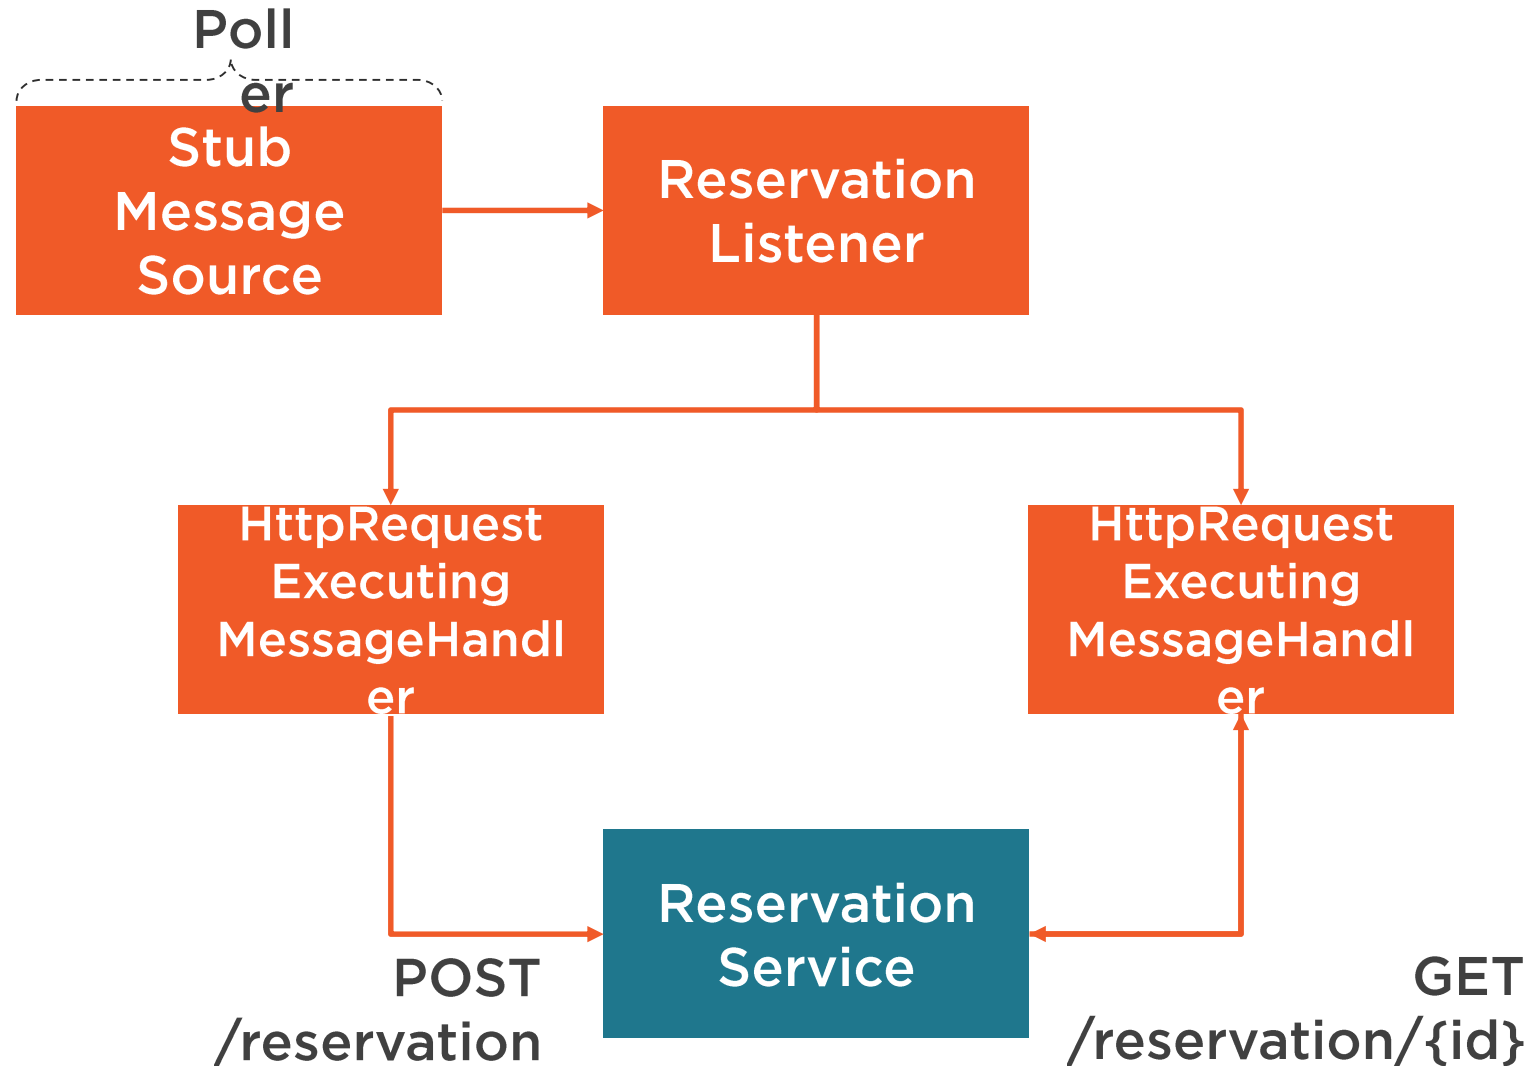 Poll
er
Stub
Message
Source
Reservation
Listener
HttpRequest
Executing
MessageHandl
er
HttpRequest
Executing
MessageHandl
er
Reservation
Service
POST
/reservation
GET
/reservation/{id}